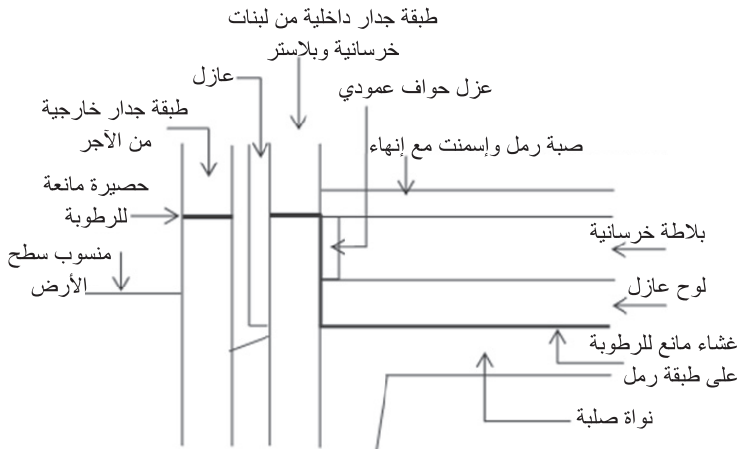 طبقة جدار داخلية من لبنات
خرسانية وبلاستر
عازل
عزل حواف عمودي
طبقة جدار خارجية
من الآجر
صبة رمل وإسمنت مع إنهاء
حصيرة مانعة
للرطوبة
بلاطة خرسانية
منسوب سطح
الأرض
لوح عازل
غشاء مانع للرطوبة
على طبقة رمل
نواة صلبة